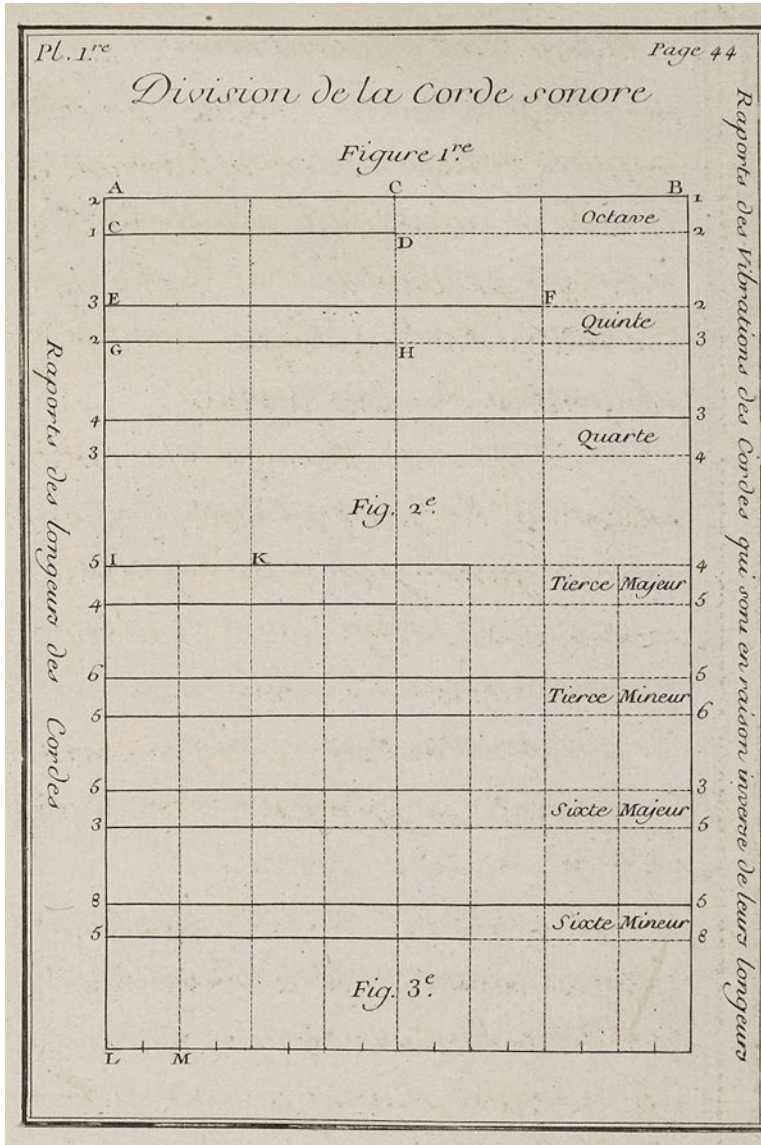 Pl. 1.re
Page 44
Division de la Corde sonore
Figure 1re.
A C B
2 1
C Octave
1 2
D
E F
3 2
Quinte
2 3
G H
4 3
Quarte
3 4
Fig. 2e.
I K
5 4
Tierce Majeur
4 5
6 5
Tierce Mineur
5 6
5 3
Sixte Majeur
3 5
8 5
Sixte Mineur
5 8
Fig. 3e.
L M
Raports des longeurs des Cordes
Raports des Vibrations des Cordes qui sont en raison inverse de leurs longeurs